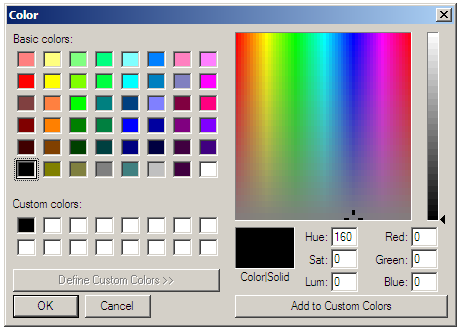 Color
Basic colors:
Custom colors:
Define Custom Colors >>
OK Cancel
Color|Solid
Hue: 160 Red: 0
Sat: 0 Green: 0
Lum: 0 Blue: 0
Add to Custom Colors